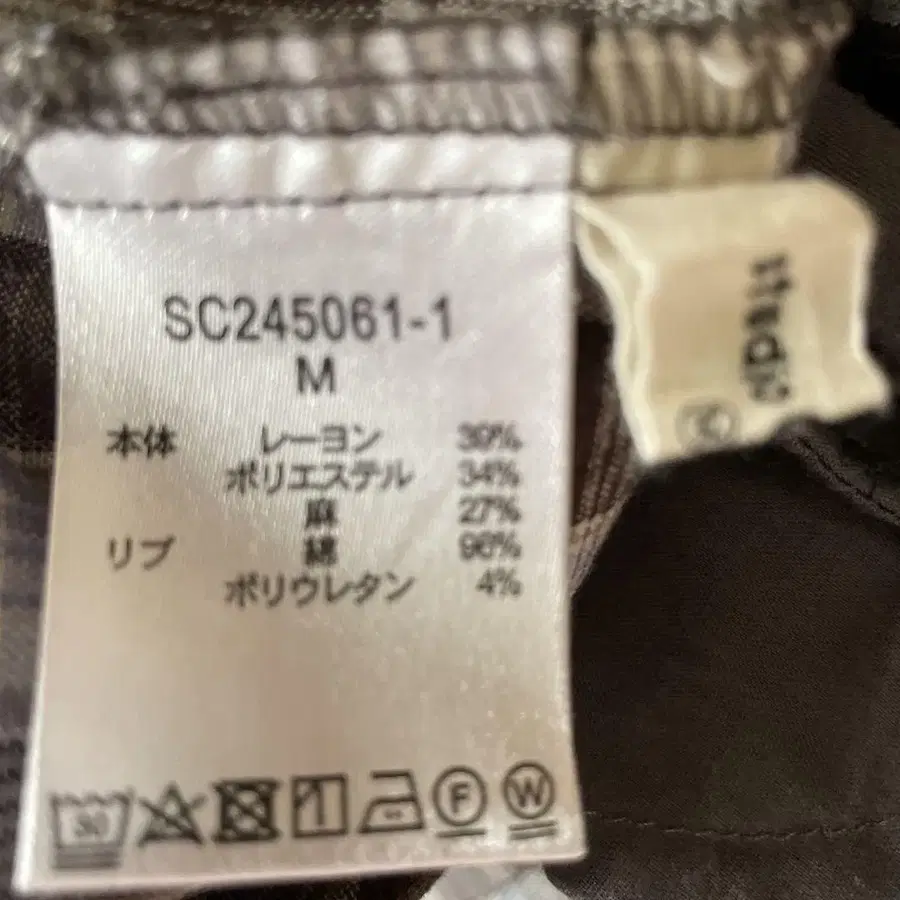 SC245061-1
M
本体 レーヨン 39%
ポリエステル 34%
麻 27%
リブ 綿 96%
ポリウレタン 4%
30
F
W